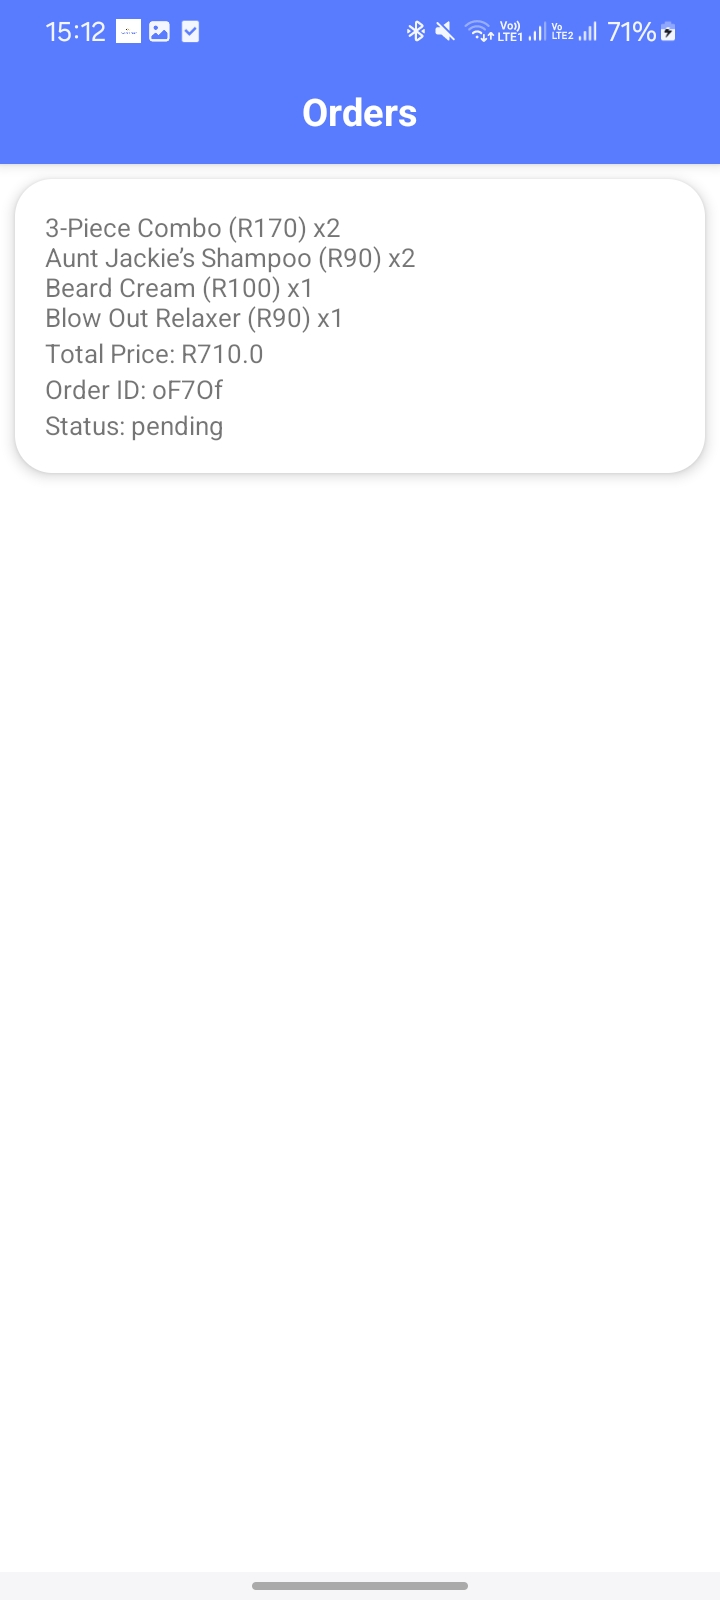 15:12
Vo)) LTE1 Vo LTE2 71%
Orders
3-Piece Combo (R170) x2
Aunt Jackie’s Shampoo (R90) x2
Beard Cream (R100) x1
Blow Out Relaxer (R90) x1
Total Price: R710.0
Order ID: oF7Of
Status: pending